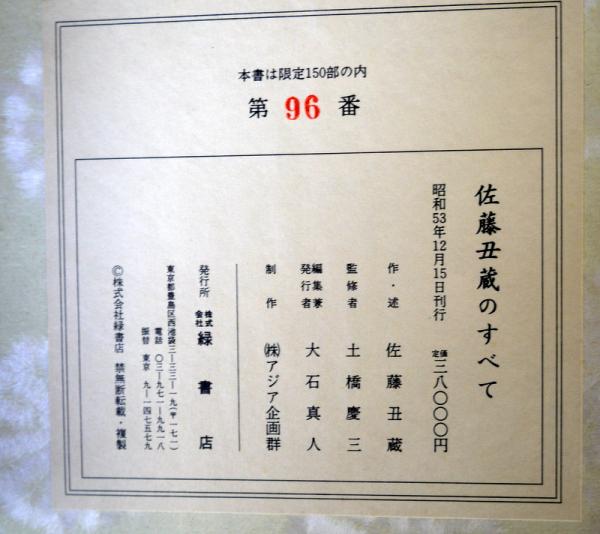 本書は限定150部の内
第 96 番
佐藤丑蔵のすべて
昭和53年12月15日刊行 定価三八〇〇〇円
作・述 佐藤丑蔵
監修者 土橋慶三
編集兼発行者 大石真人
制作 ㈱アジア企画群
発行所 株式会社 緑書店
東京都豊島区西池袋三―三三―一九(〒一七一)
電話 〇三―九七一―九九一八
振替 東京 九―一四七五七九
©株式会社緑書店 禁無断転載・複製